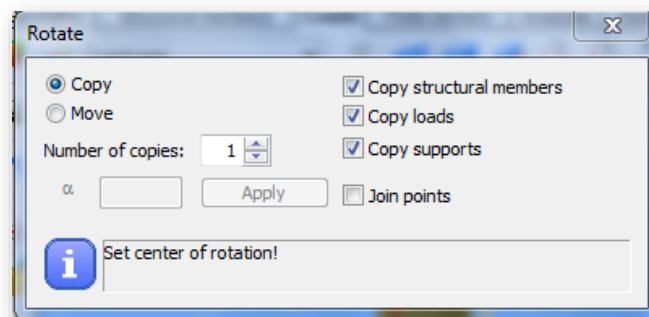 Rotate
Copy
Move
Number of copies: 1
α
Apply
Copy structural members
Copy loads
Copy supports
Join points
Set center of rotation!